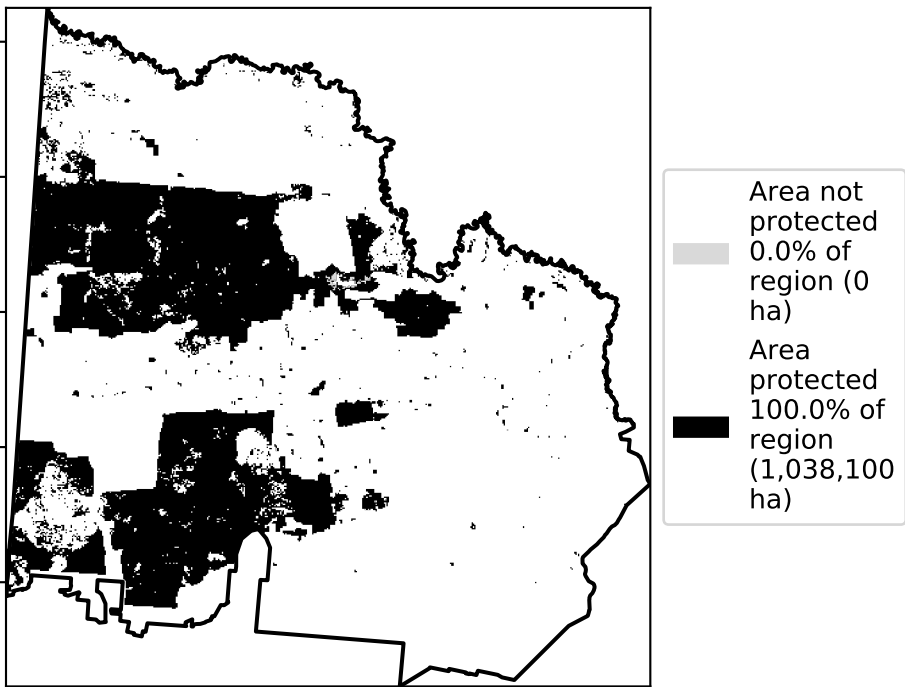 Area not
protected
0.0% of
region (0
ha)
Area
protected
100.0% of
region
(1,038,100
ha)